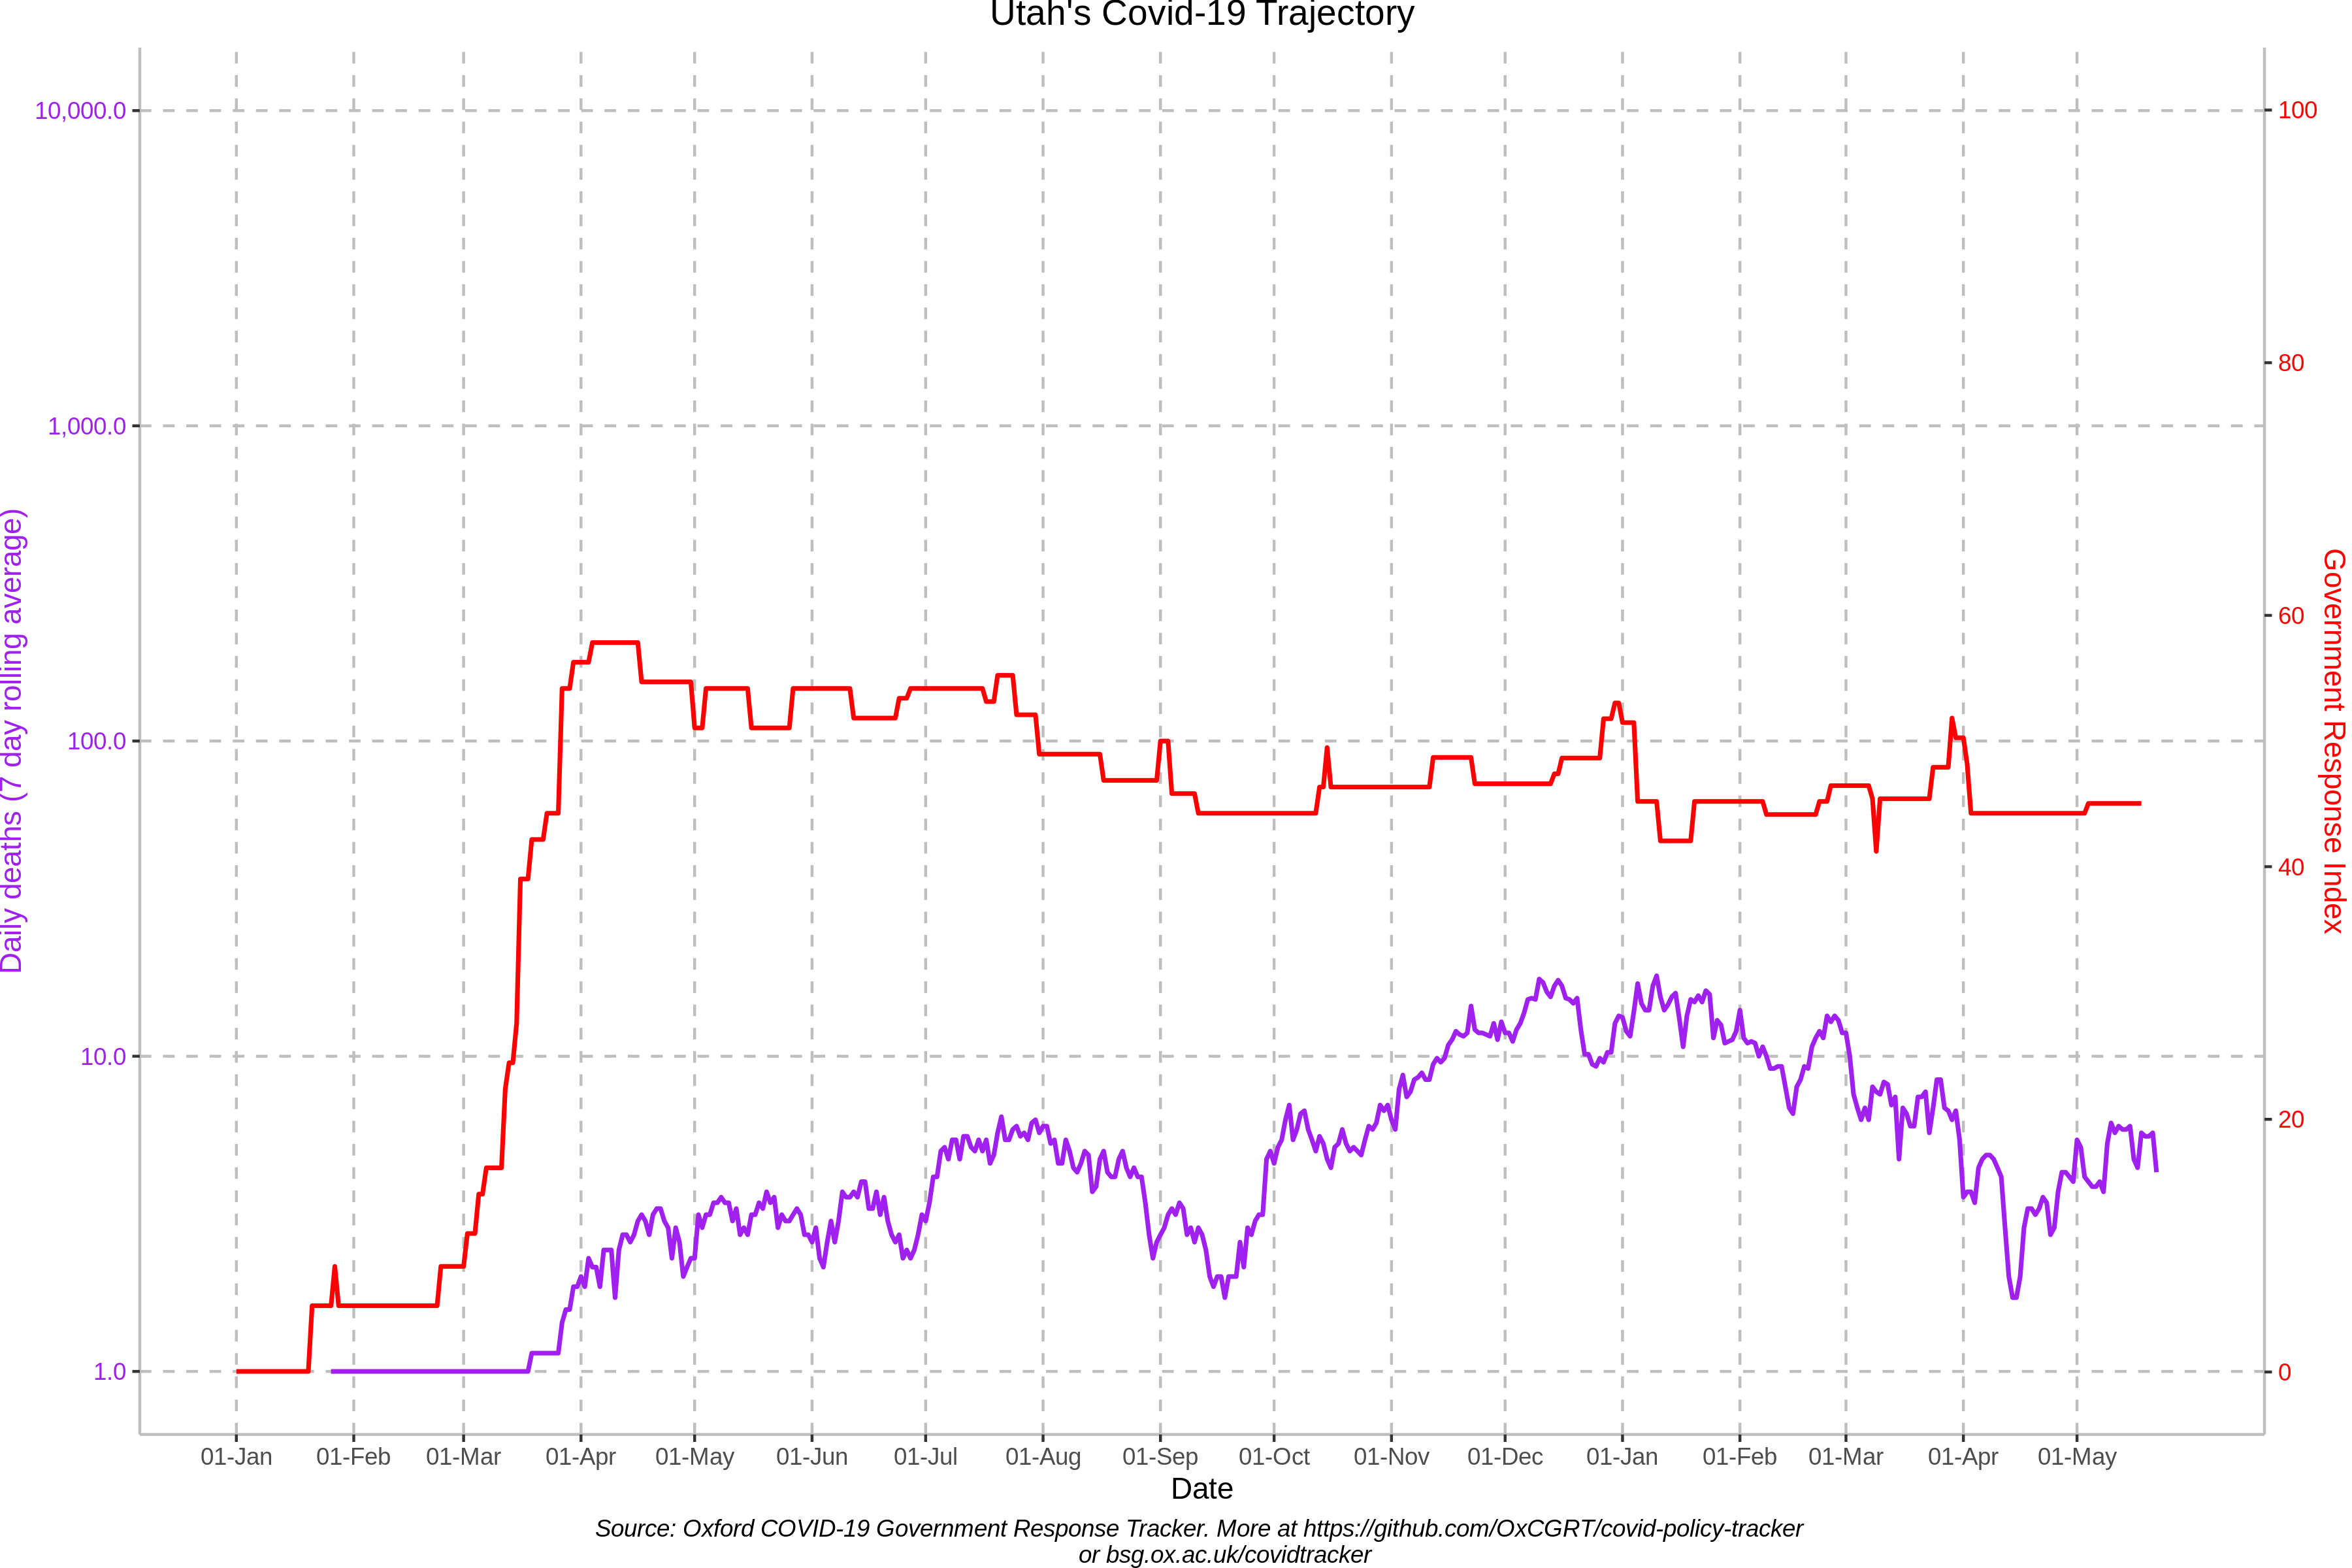 Utah's Covid-19 Trajectory
10,000.0
1,000.0
100.0
10.0
1.0
Daily deaths (7 day rolling average)
100
80
60
40
20
0
Government Response Index
01-Jan 01-Feb 01-Mar 01-Apr 01-May 01-Jun 01-Jul 01-Aug 01-Sep 01-Oct 01-Nov 01-Dec 01-Jan 01-Feb 01-Mar 01-Apr 01-May
Date
Source: Oxford COVID-19 Government Response Tracker. More at https://github.com/OxCGRT/covid-policy-tracker
or bsg.ox.ac.uk/covidtracker